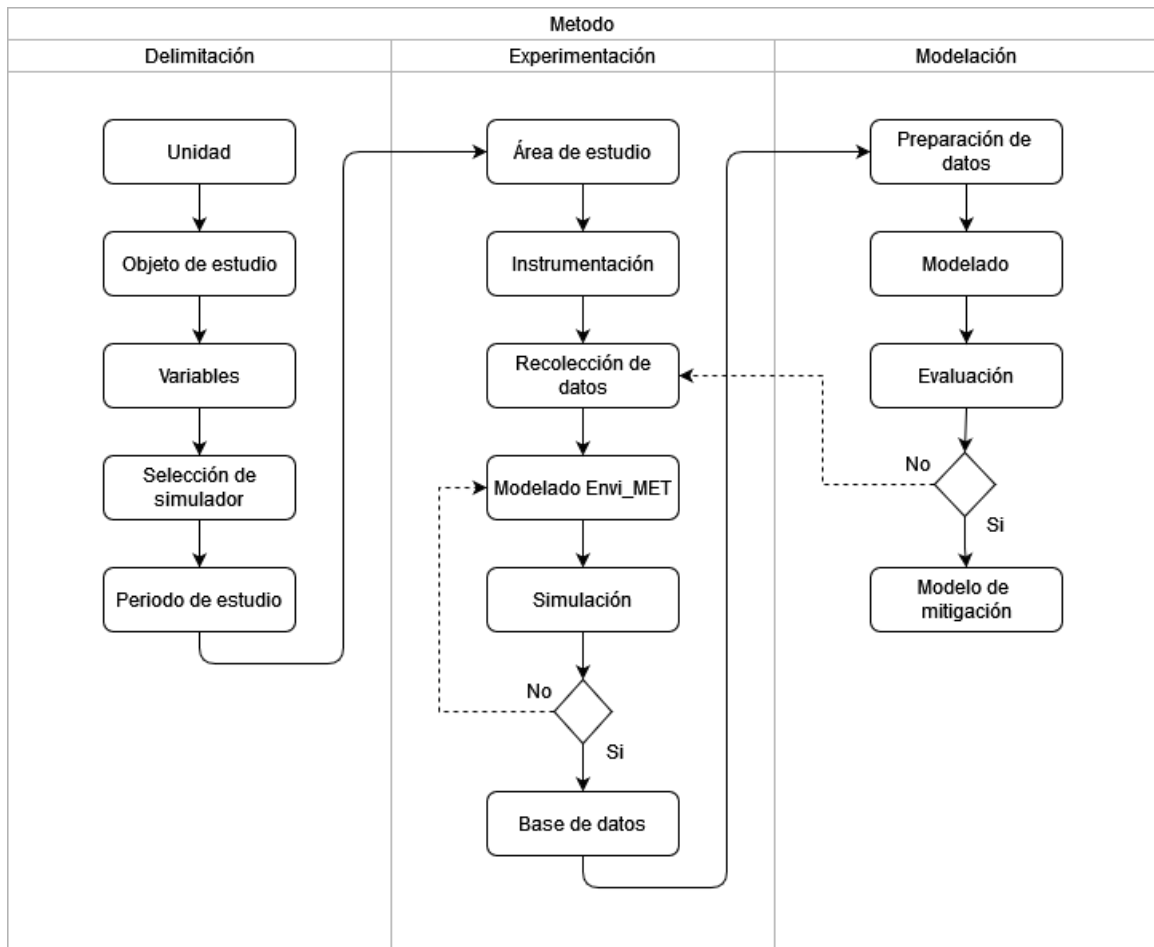 Metodo
Delimitación
Experimentación
Modelación
Unidad
Objeto de estudio
Variables
Selección de
simulador
Periodo de estudio
Área de estudio
Instrumentación
Recolección de
datos
Modelado Envi_MET
Simulación
No
Si
Base de datos
Preparación de
datos
Modelado
Evaluación
No
Si
Modelo de
mitigación